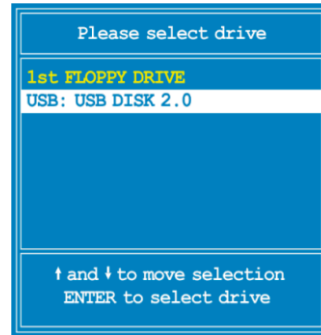 Please select drive
1st FLOPPY DRIVE
USB: USB DISK 2.0
↑ and ↓ to move selection
ENTER to select drive